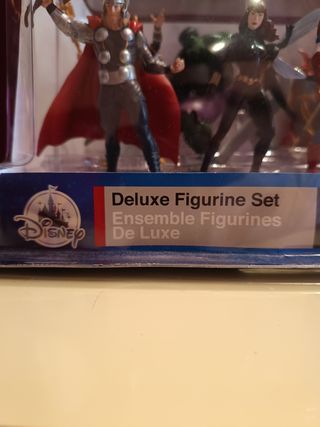 Deluxe Figurine Set
Ensemble Figurines
De Luxe
Disney